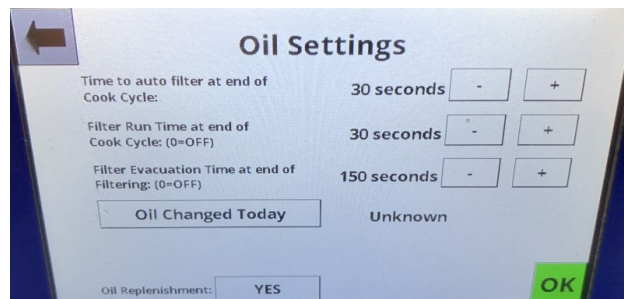 Oil Settings
Time to auto filter at end of
Cook Cycle:
30 seconds - +
Filter Run Time at end of
Cook Cycle: (0=OFF)
30 seconds - +
Filter Evacuation Time at end of
Filtering: (0=OFF)
150 seconds - +
Oil Changed Today Unknown
Oil Replenishment: YES
OK